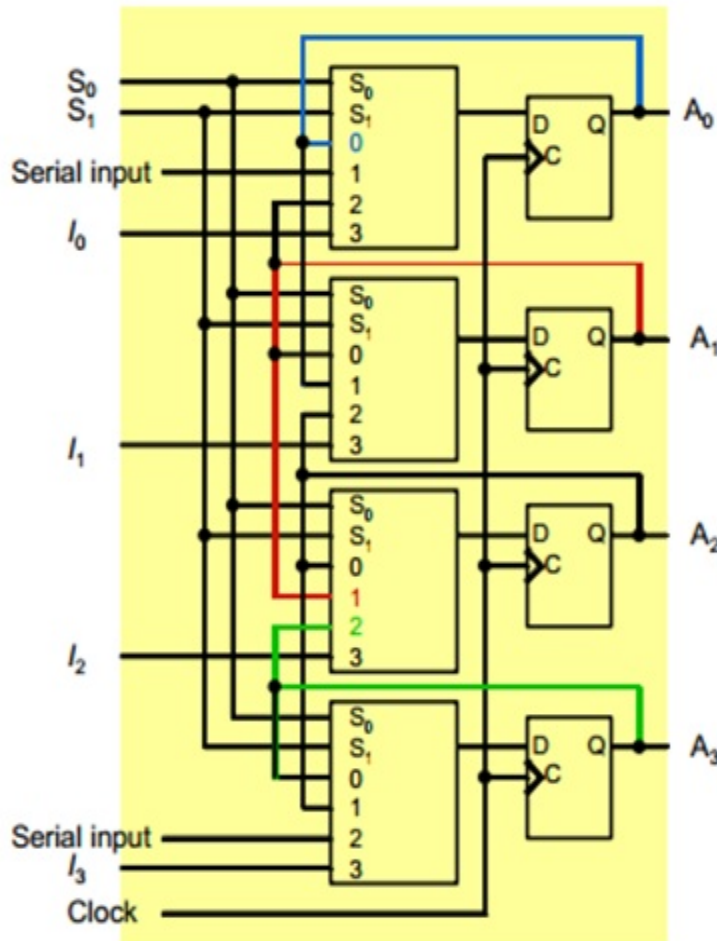 S₀
S₁
Serial input
I₀
I₁
I₂
Serial input
I₃
Clock
S₀
S₁
0
1
2
3
S₀
S₁
0
1
2
3
S₀
S₁
0
1
2
3
S₀
S₁
0
1
2
3
D Q
C
D Q
C
D Q
C
D Q
C
A₀
A₁
A₂
A₃